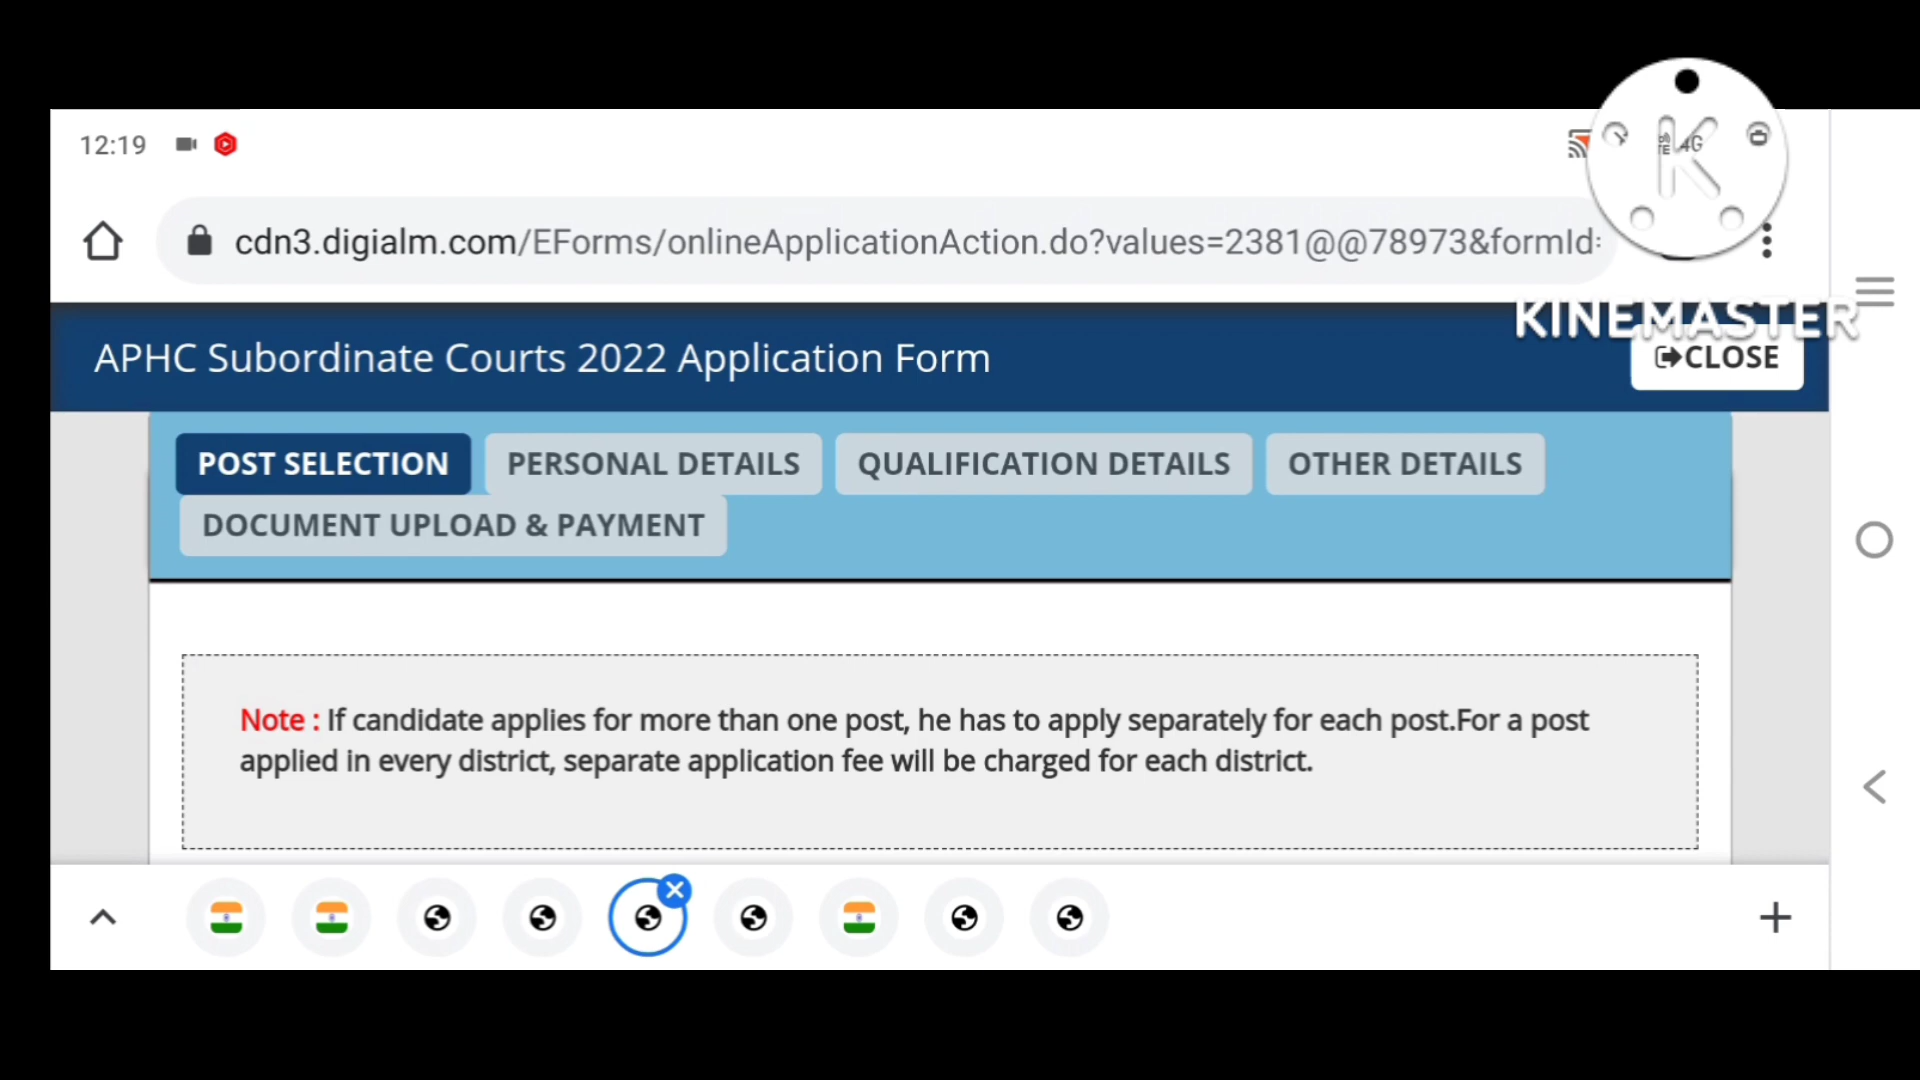 12:19
4G
cdn3.digialm.com/EForms/onlineApplicationAction.do?values=2381@@78973&formId=
KINEMASTER
APHC Subordinate Courts 2022 Application Form
CLOSE
POST SELECTION PERSONAL DETAILS QUALIFICATION DETAILS OTHER DETAILS
DOCUMENT UPLOAD & PAYMENT
Note : If candidate applies for more than one post, he has to apply separately for each post.For a post
applied in every district, separate application fee will be charged for each district.